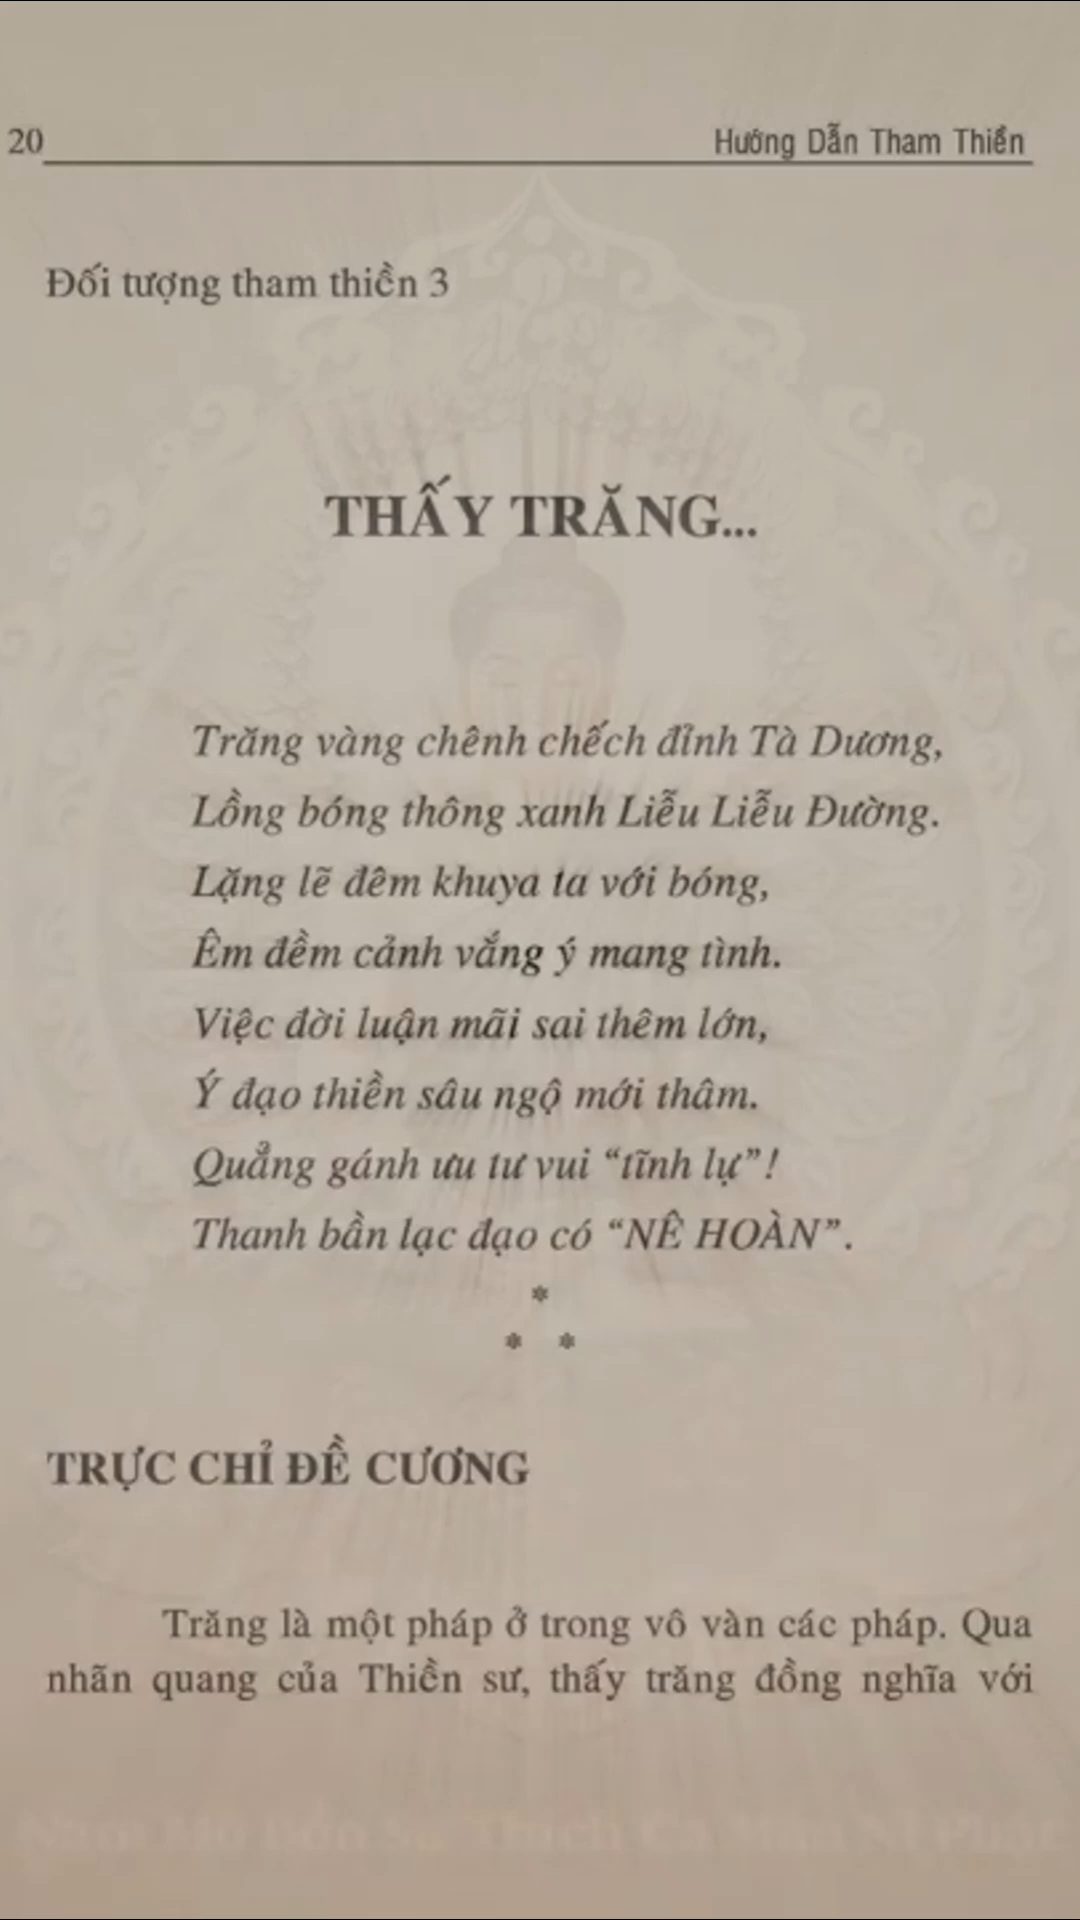 20
Hướng Dẫn Tham Thiền
Đối tượng tham thiền 3
THẤY TRĂNG...
Trăng vàng chênh chếch đỉnh Tà Dương,
Lồng bóng thông xanh Liễu Liễu Đường.
Lặng lẽ đêm khuya ta với bóng,
Êm đềm cảnh vắng ý mang tình.
Việc đời luận mãi sai thêm lớn,
Ý đạo thiền sâu ngộ mới thâm.
Quẳng gánh ưu tư vui “tĩnh lự”!
Thanh bần lạc đạo có “NÊ HOÀN”.
*
* *
TRỰC CHỈ ĐỀ CƯƠNG
Trăng là một pháp ở trong vô vàn các pháp. Qua
nhãn quang của Thiền sư, thấy trăng đồng nghĩa với